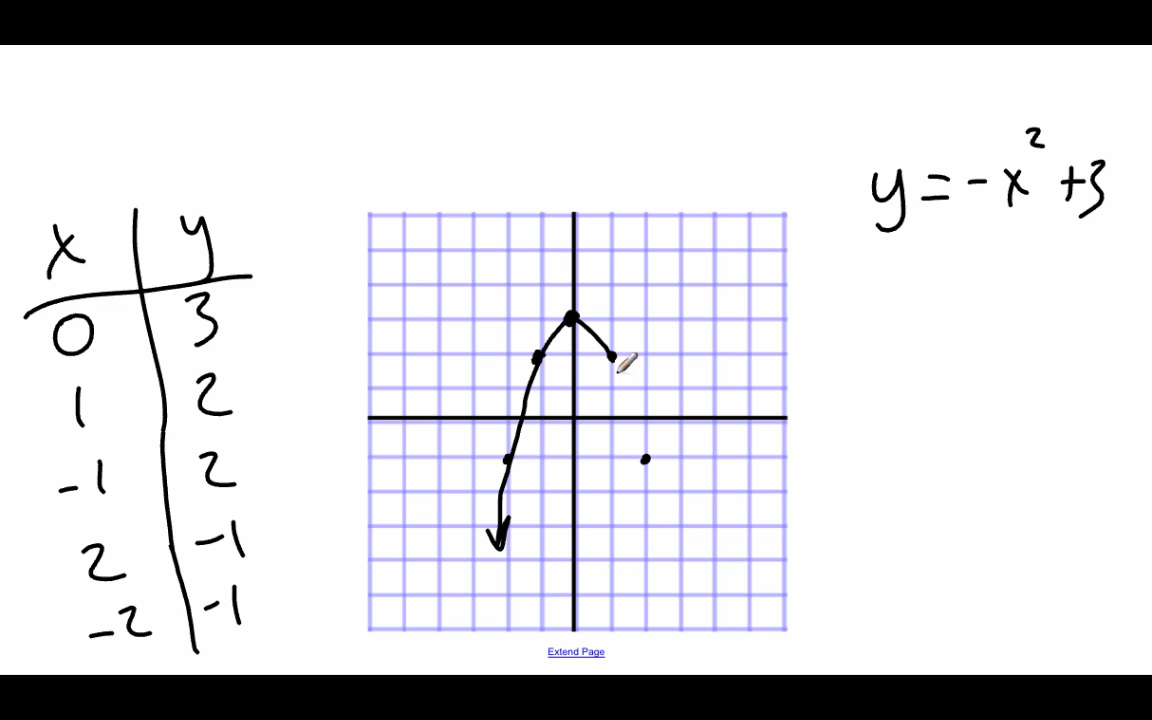 y = -x² + 3
x y
0 3
1 2
-1 2
2 -1
-2 -1
Extend Page